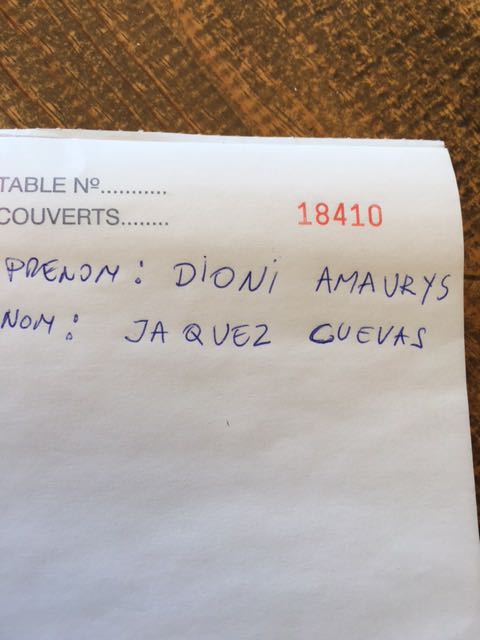 TABLE Nº...........
COUVERTS........ 18410
PRENOM : DIONI AMAURYS
NOM : JAQUEZ CUEVAS